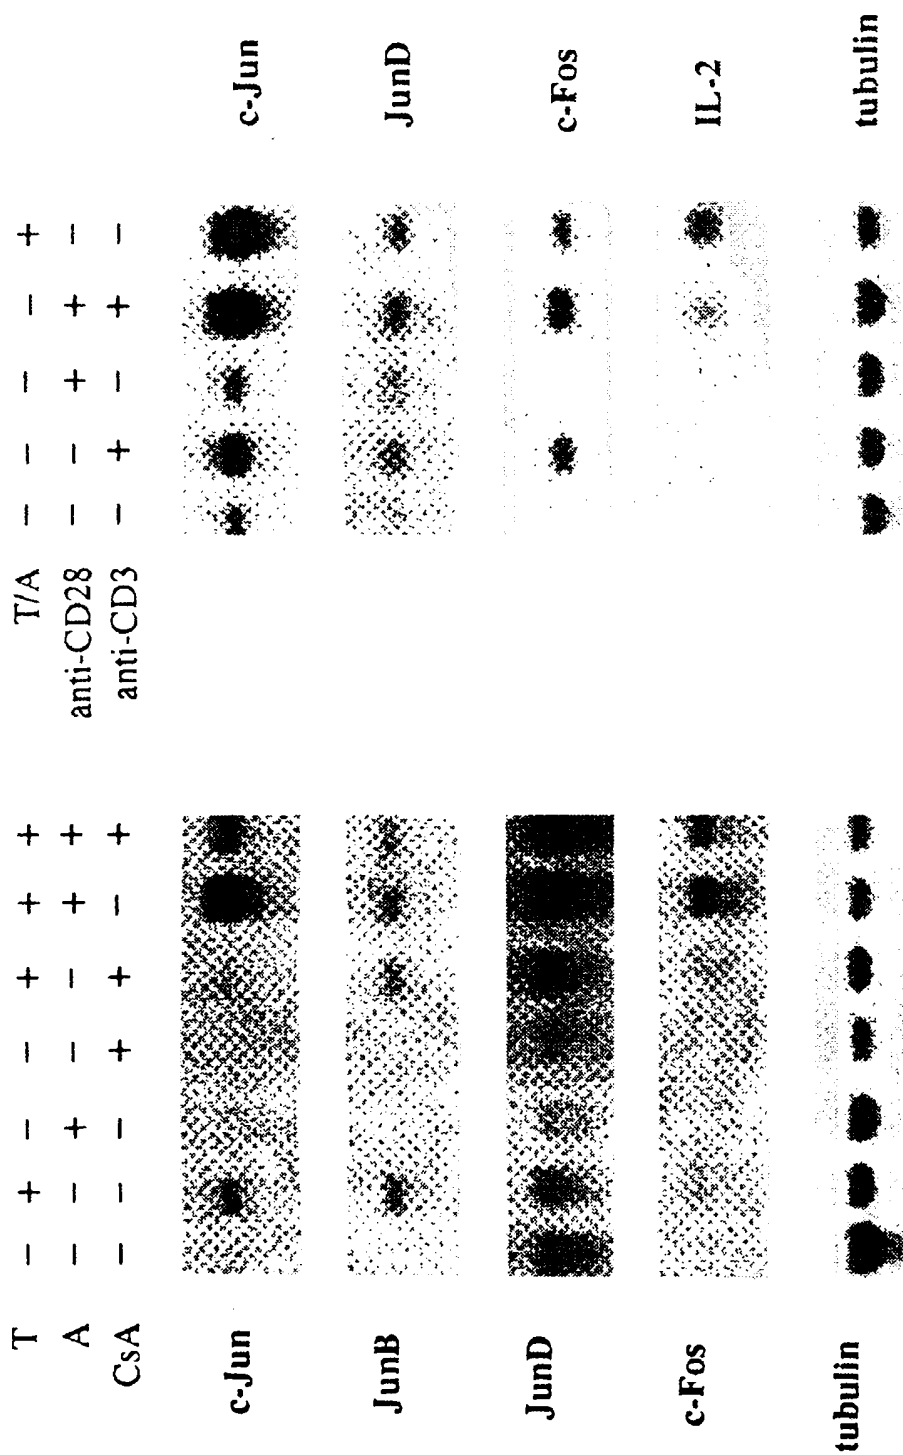 T − + − − + + +
A − − + − − + +
CsA − − − + + − +
c-Jun
JunB
JunD
c-Fos
tubulin
T/A − − − − +
anti-CD28 − − + + −
anti-CD3 − + − + −
c-Jun
JunD
c-Fos
IL-2
tubulin